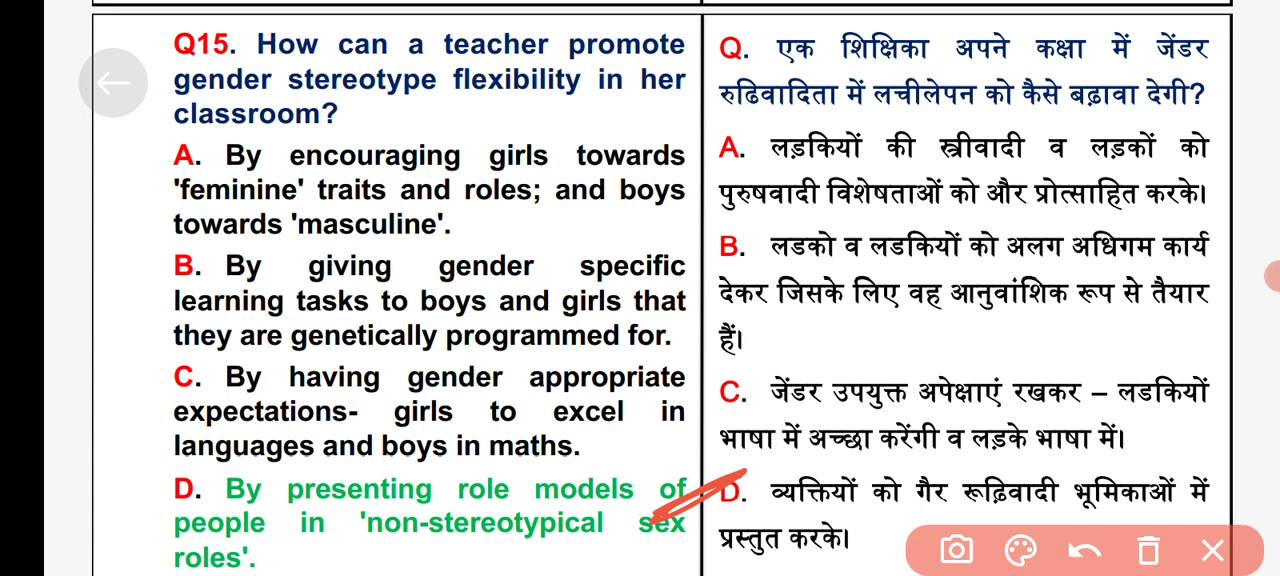 Q15. How can a teacher promote
gender stereotype flexibility in her
classroom?
A. By encouraging girls towards
'feminine' traits and roles; and boys
towards 'masculine'.
B. By giving gender specific
learning tasks to boys and girls that
they are genetically programmed for.
C. By having gender appropriate
expectations- girls to excel in
languages and boys in maths.
D. By presenting role models of
people in 'non-stereotypical sex
roles'.
Q. एक शिक्षिका अपने कक्षा में जेंडर
रुढिवादिता में लचीलेपन को कैसे बढ़ावा देगी?
A. लड़कियों की स्त्रीवादी व लड़कों को
पुरुषवादी विशेषताओं को और प्रोत्साहित करके।
B. लडको व लडकियों को अलग अधिगम कार्य
देकर जिसके लिए वह आनुवांशिक रूप से तैयार
हैं।
C. जेंडर उपयुक्त अपेक्षाएं रखकर – लडकियों
भाषा में अच्छा करेंगी व लड़के भाषा में।
D. व्यक्तियों को गैर रूढ़िवादी भूमिकाओं में
प्रस्तुत करके।